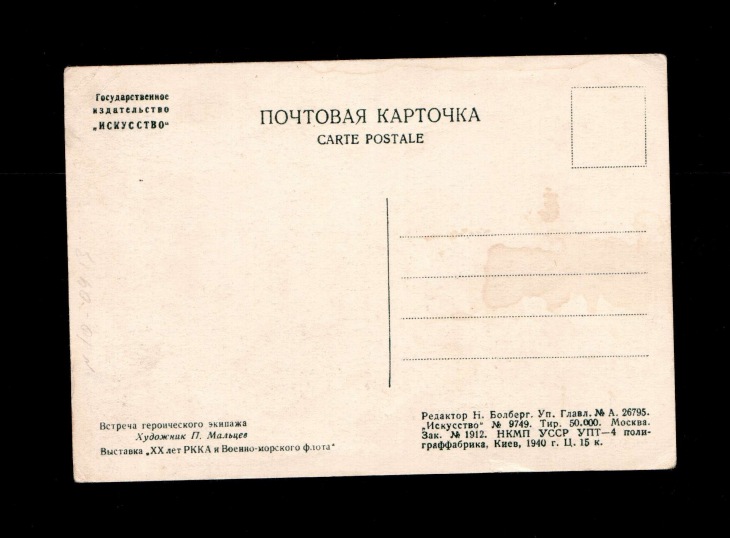 Государственное
издательство
„ИСКУССТВО“
ПОЧТОВАЯ КАРТОЧКА
CARTE POSTALE
Встреча героического экипажа
Художник П. Мальцев
Выставка „XX лет РККА и Военно-морского флота“
Редактор Н. Болберг. Уп. Главл. № А. 26795.
„Искусство“ № 9749. Тир. 50.000. Москва.
Зак. № 1912. НКМП УССР УПТ—4 поли-
граффабрика, Киев, 1940 г. Ц. 15 к.